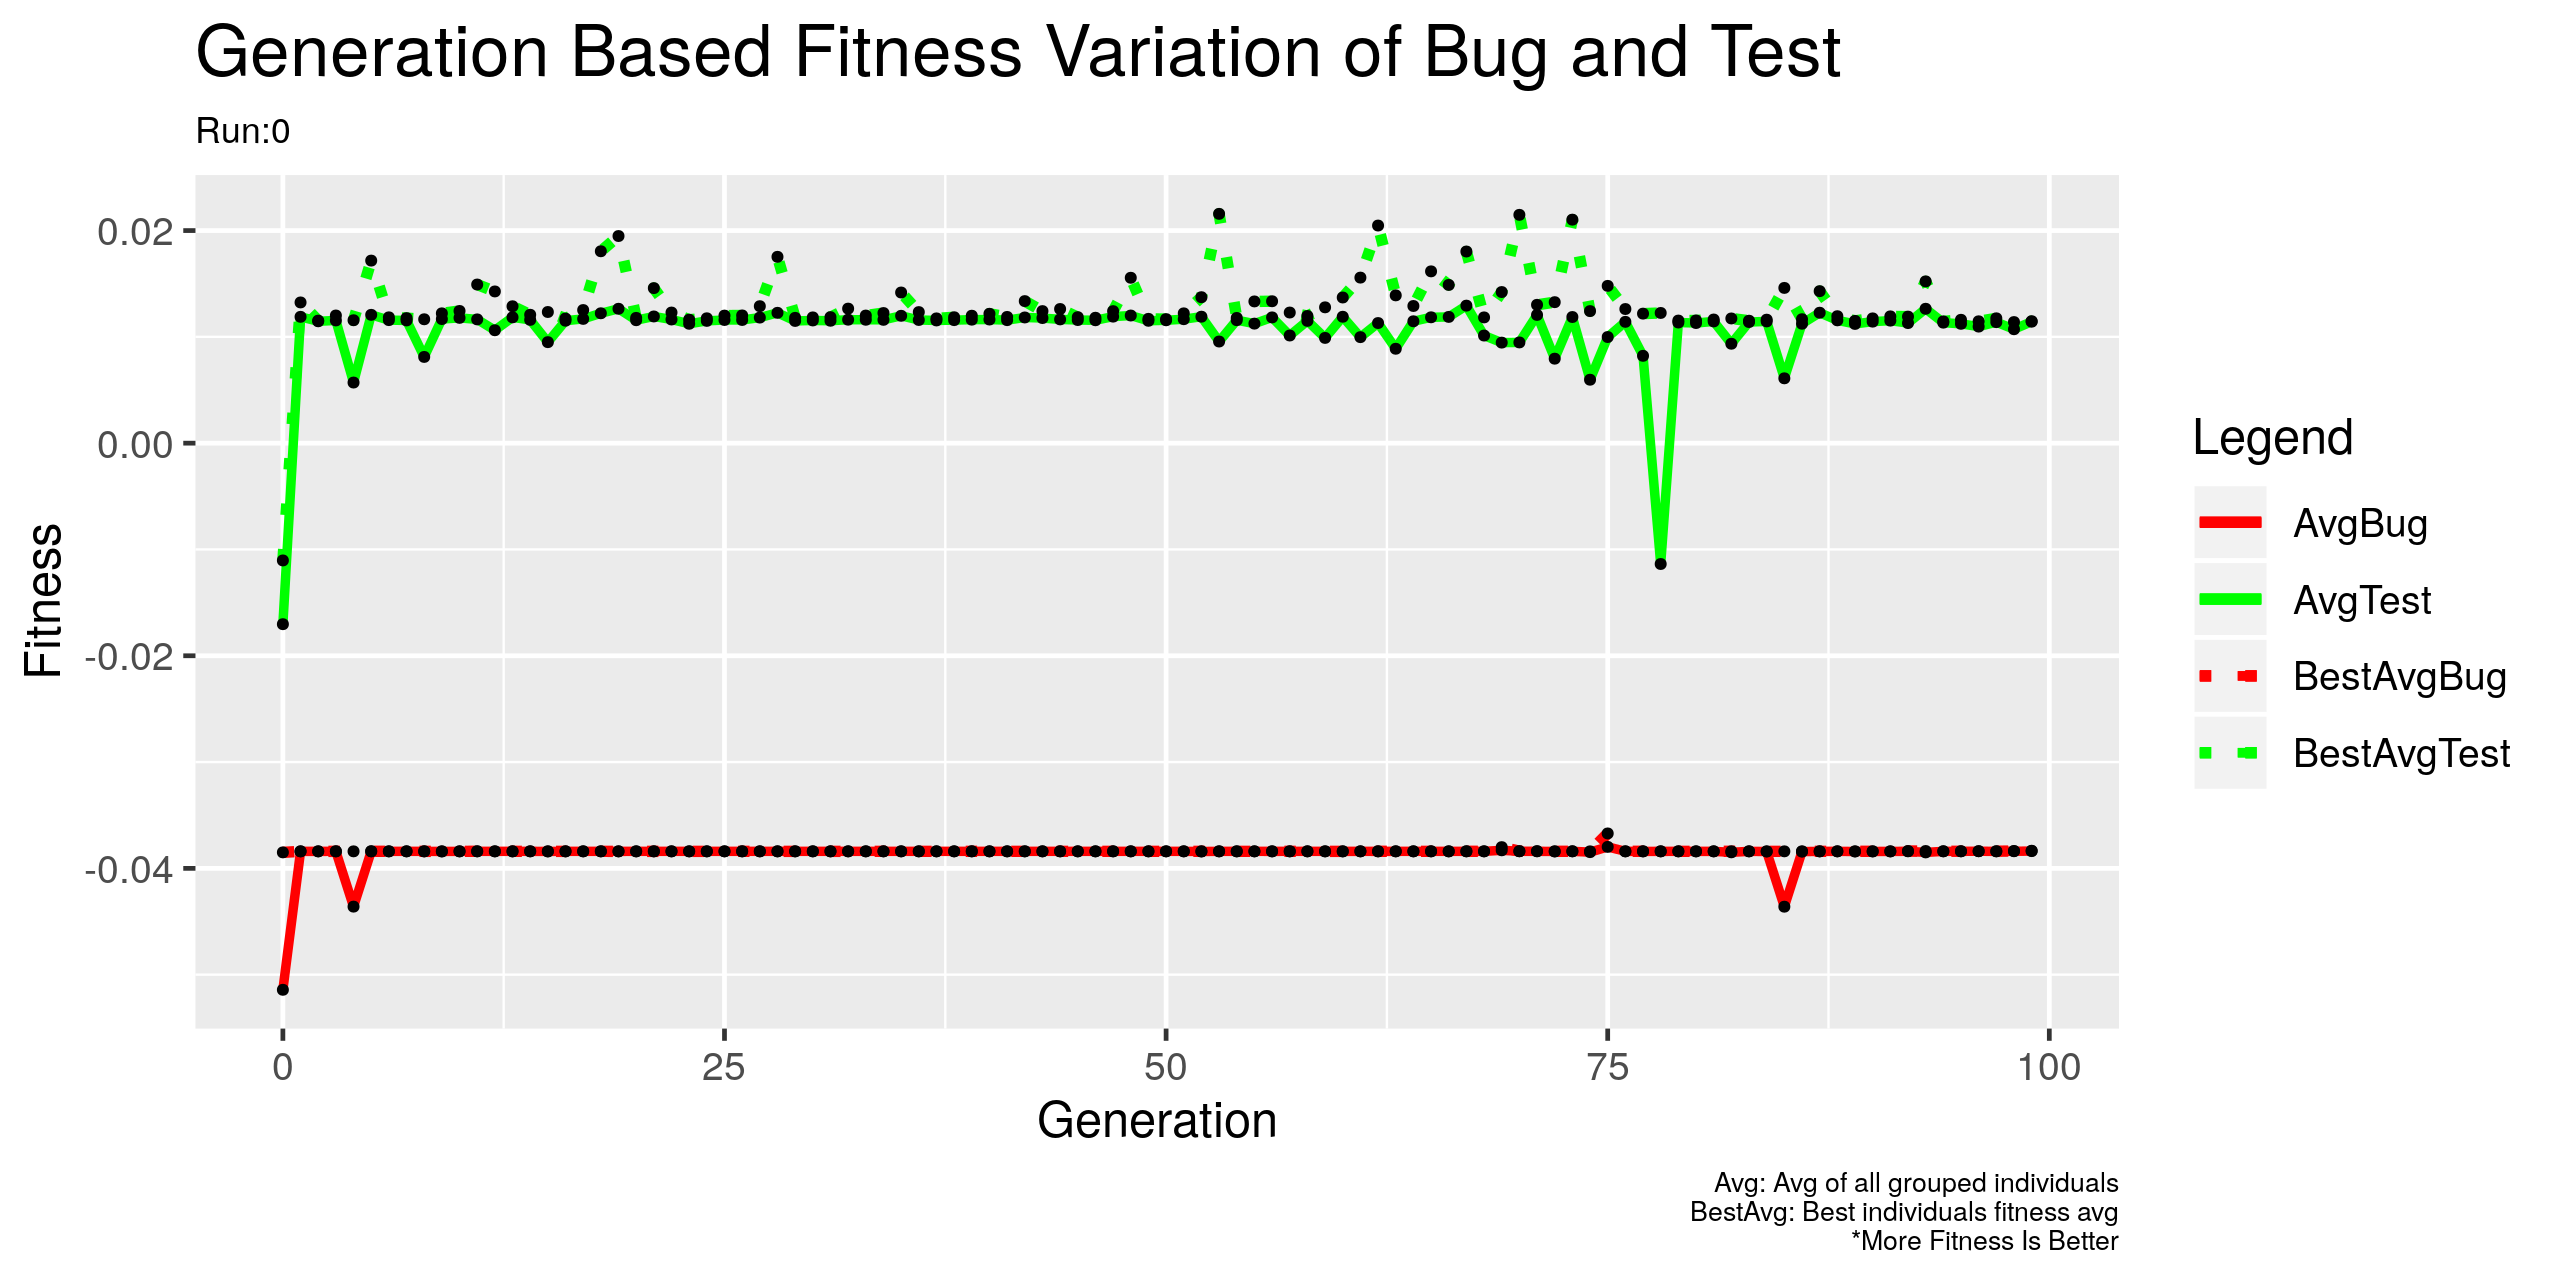 Generation Based Fitness Variation of Bug and Test
Run:0
0.02
0.00
-0.02
-0.04
Fitness
0
25
50
75
100
Generation
Legend
AvgBug
AvgTest
BestAvgBug
BestAvgTest
Avg: Avg of all grouped individuals
BestAvg: Best individuals fitness avg
*More Fitness Is Better